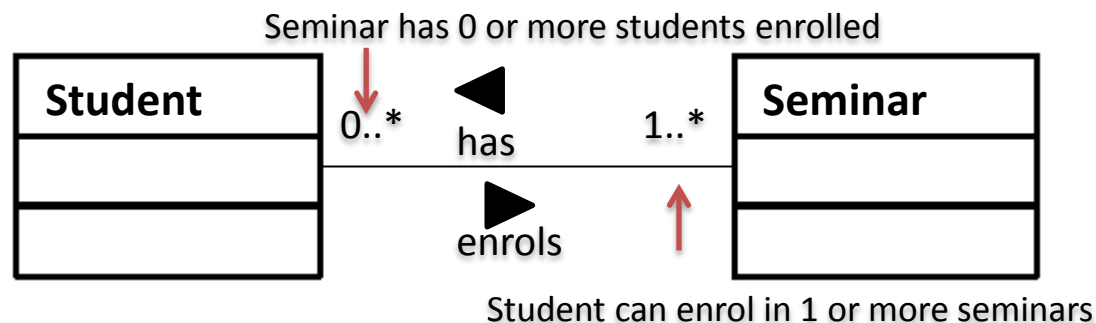 Seminar has 0 or more students enrolled
Student
Seminar
0..*
1..*
has
enrols
Student can enrol in 1 or more seminars